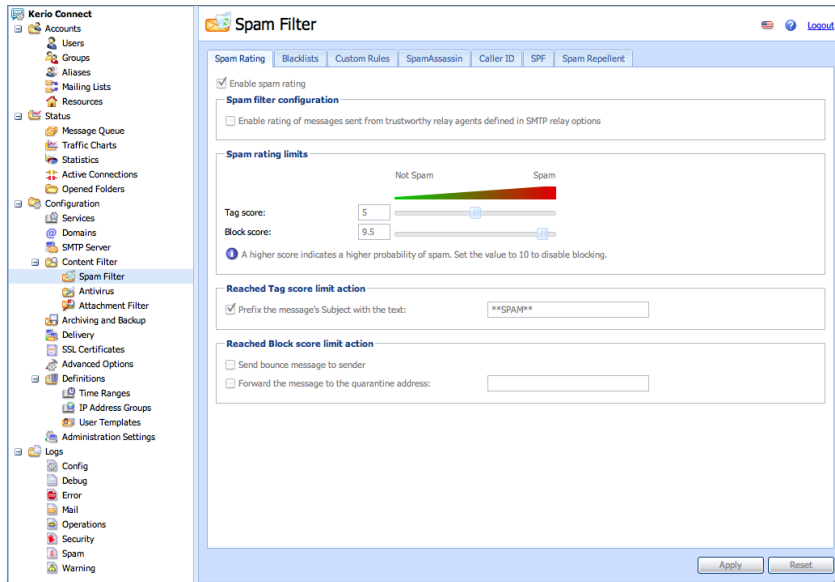 Kerio Connect
Accounts
Users
Groups
Aliases
Mailing Lists
Resources
Status
Message Queue
Traffic Charts
Statistics
Active Connections
Opened Folders
Configuration
Services
Domains
SMTP Server
Content Filter
Spam Filter
Antivirus
Attachment Filter
Archiving and Backup
Delivery
SSL Certificates
Advanced Options
Definitions
Time Ranges
IP Address Groups
User Templates
Administration Settings
Logs
Config
Debug
Error
Mail
Operations
Security
Spam
Warning
Spam Filter
Logout
Spam Rating Blacklists Custom Rules SpamAssassin Caller ID SPF Spam Repellent
Enable spam rating
Spam filter configuration
Enable rating of messages sent from trustworthy relay agents defined in SMTP relay options
Spam rating limits
Not Spam Spam
Tag score: 5
Block score: 9.5
A higher score indicates a higher probability of spam. Set the value to 10 to disable blocking.
Reached Tag score limit action
Prefix the message's Subject with the text: **SPAM**
Reached Block score limit action
Send bounce message to sender
Forward the message to the quarantine address:
Apply Reset